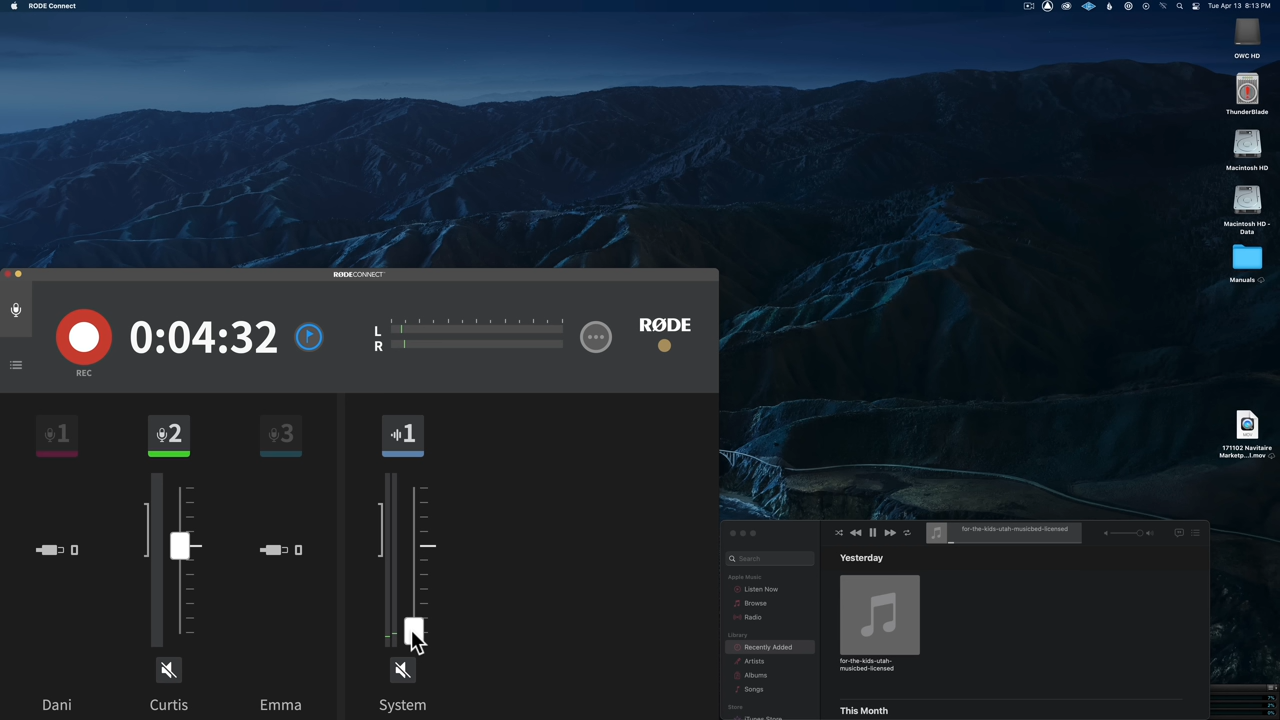 RODE Connect
Tue Apr 13 8:13 PM
OWC HD
ThunderBlade
Macintosh HD
Macintosh HD -
Data
Manuals
171102 Navitaire
Marketp...l.mov
RØDECONNECT
0:04:32
REC
L
R
RØDE
1
2
3
1
Dani
Curtis
Emma
System
for-the-kids-utah-musicbed-licensed
Search
Apple Music
Listen Now
Browse
Radio
Library
Recently Added
Artists
Albums
Songs
Store
iTunes Store
Yesterday
for-the-kids-utah-
musicbed-licensed
This Month